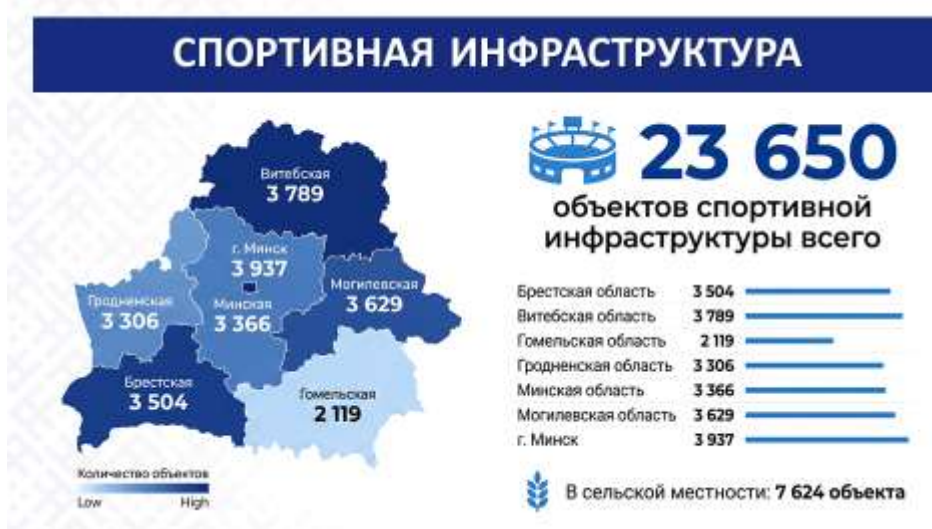 СПОРТИВНАЯ ИНФРАСТРУКТУРА
Витебская
3 789
г. Минск
3 937
Могилевская
3 629
Гродненская
3 306
Минская
3 366
Брестская
3 504
Гомельская
2 119
Количество объектов
Low High
23 650
объектов спортивной
инфраструктуры всего
Брестская область 3 504
Витебская область 3 789
Гомельская область 2 119
Гродненская область 3 306
Минская область 3 366
Могилевская область 3 629
г. Минск 3 937
В сельской местности: 7 624 объекта